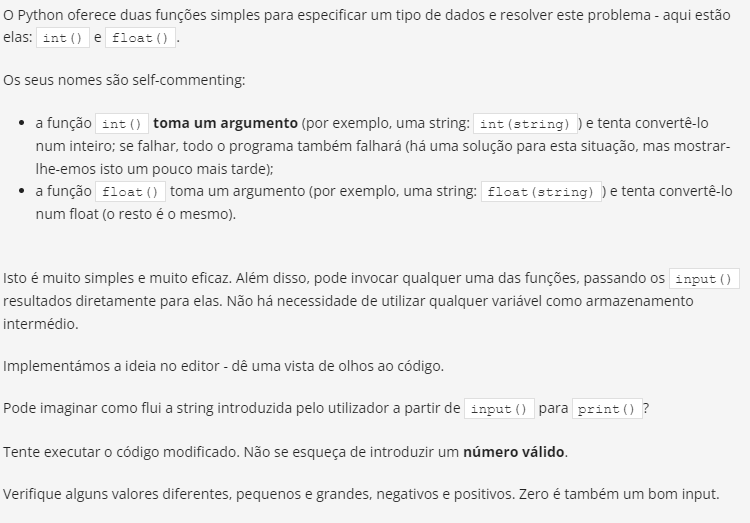 O Python oferece duas funções simples para especificar um tipo de dados e resolver este problema - aqui estão
elas: int() e float().
Os seus nomes são self-commenting:
• a função int() toma um argumento (por exemplo, uma string: int(string)) e tenta convertê-lo
num inteiro; se falhar, todo o programa também falhará (há uma solução para esta situação, mas mostrar-
lhe-emos isto um pouco mais tarde);
• a função float() toma um argumento (por exemplo, uma string: float(string)) e tenta convertê-lo
num float (o resto é o mesmo).
Isto é muito simples e muito eficaz. Além disso, pode invocar qualquer uma das funções, passando os input()
resultados diretamente para elas. Não há necessidade de utilizar qualquer variável como armazenamento
intermédio.
Implementámos a ideia no editor - dê uma vista de olhos ao código.
Pode imaginar como flui a string introduzida pelo utilizador a partir de input() para print()?
Tente executar o código modificado. Não se esqueça de introduzir um número válido.
Verifique alguns valores diferentes, pequenos e grandes, negativos e positivos. Zero é também um bom input.